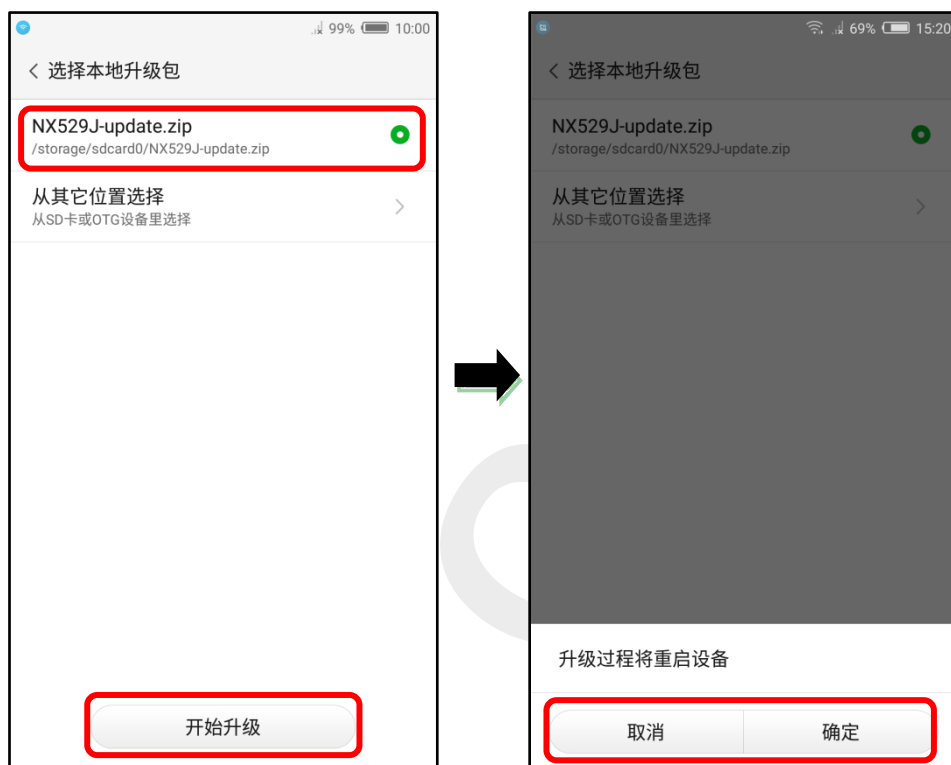 99% 10:00
选择本地升级包
NX529J-update.zip
/storage/sdcard0/NX529J-update.zip
从其它位置选择
从SD卡或OTG设备里选择
开始升级
69% 15:20
选择本地升级包
NX529J-update.zip
/storage/sdcard0/NX529J-update.zip
从其它位置选择
从SD卡或OTG设备里选择
升级过程将重启设备
取消 确定